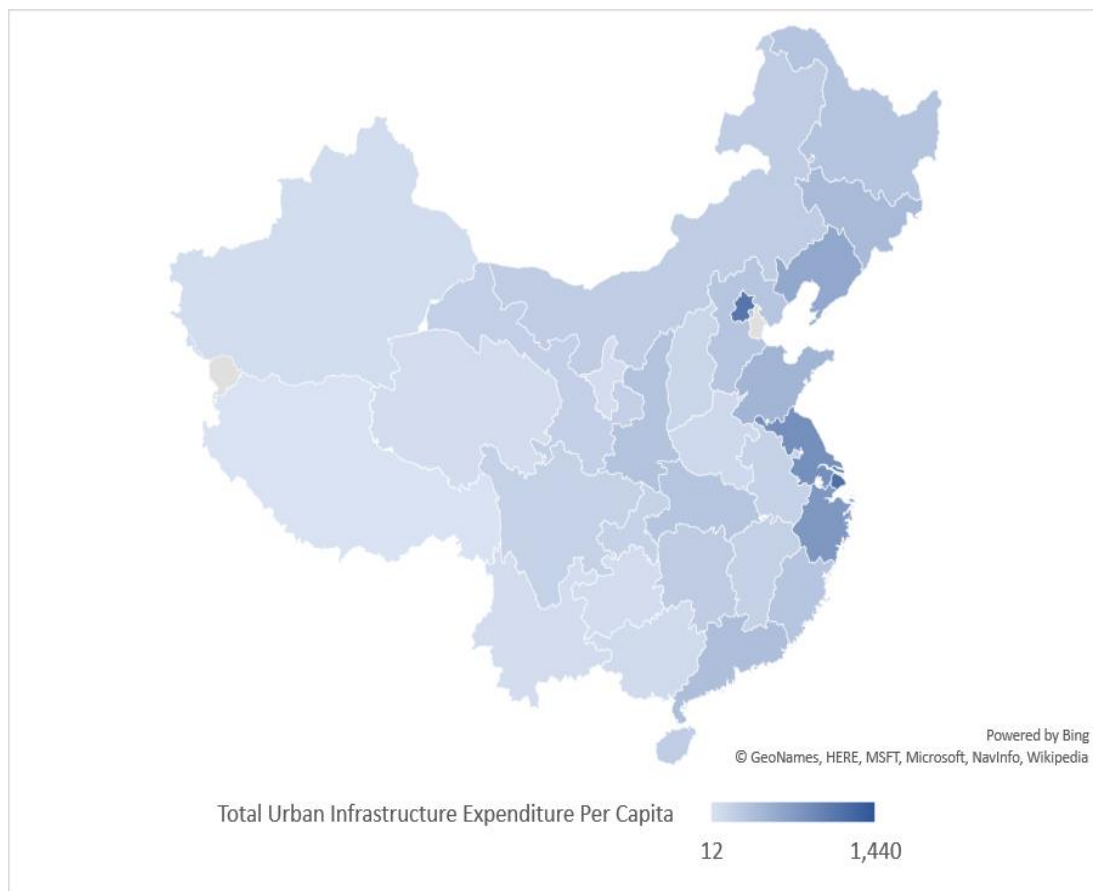 Powered by Bing
© GeoNames, HERE, MSFT, Microsoft, NavInfo, Wikipedia
Total Urban Infrastructure Expenditure Per Capita
12 1,440